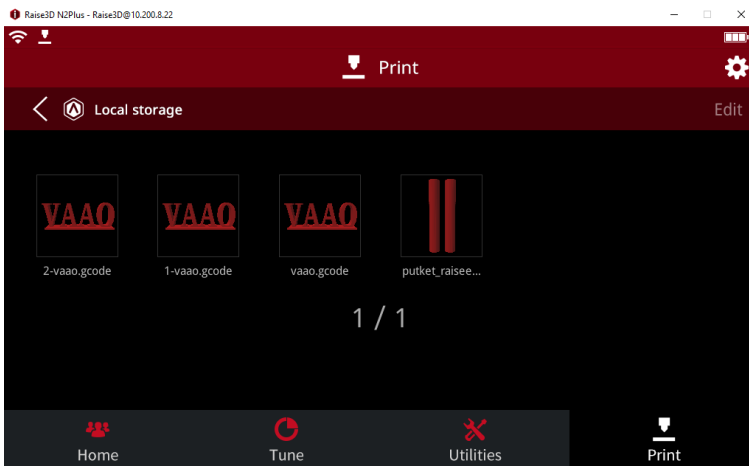 Raise3D N2Plus - Raise3D@10.200.8.22
Print
Local storage
Edit
VAAO
VAAO
VAAO
2-vaao.gcode
1-vaao.gcode
vaao.gcode
putket_raisee...
1 / 1
Home
Tune
Utilities
Print